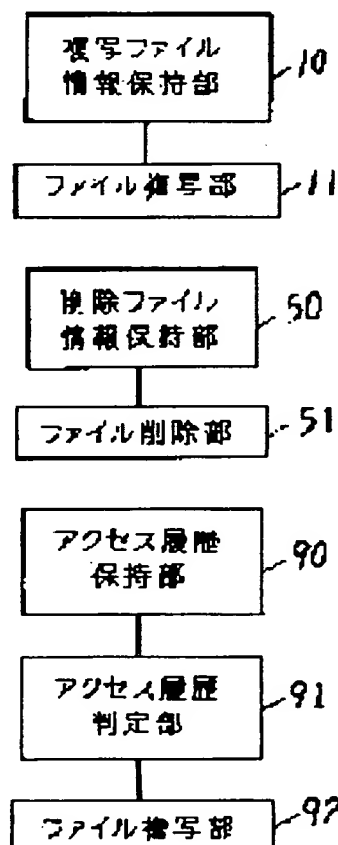 複写ファイル
情報保持部
10
ファイル複写部
11
削除ファイル
情報保持部
50
ファイル削除部
51
アクセス履歴
保持部
90
アクセス履歴
判定部
91
ファイル複写部
92